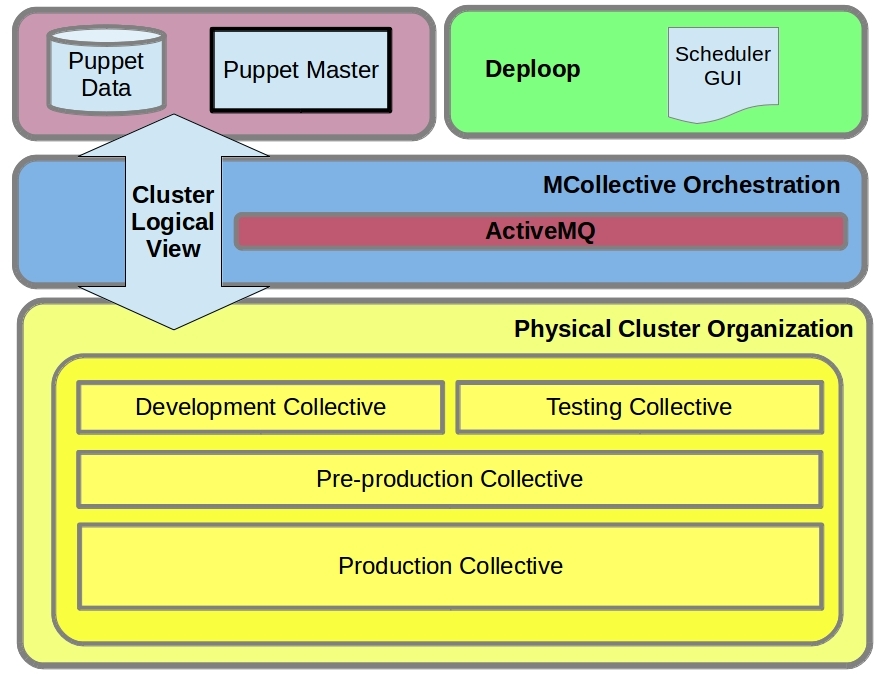 Puppet
Data
Puppet Master
Deploop
Scheduler
GUI
Cluster
Logical
View
MCollective Orchestration
ActiveMQ
Physical Cluster Organization
Development Collective
Testing Collective
Pre-production Collective
Production Collective